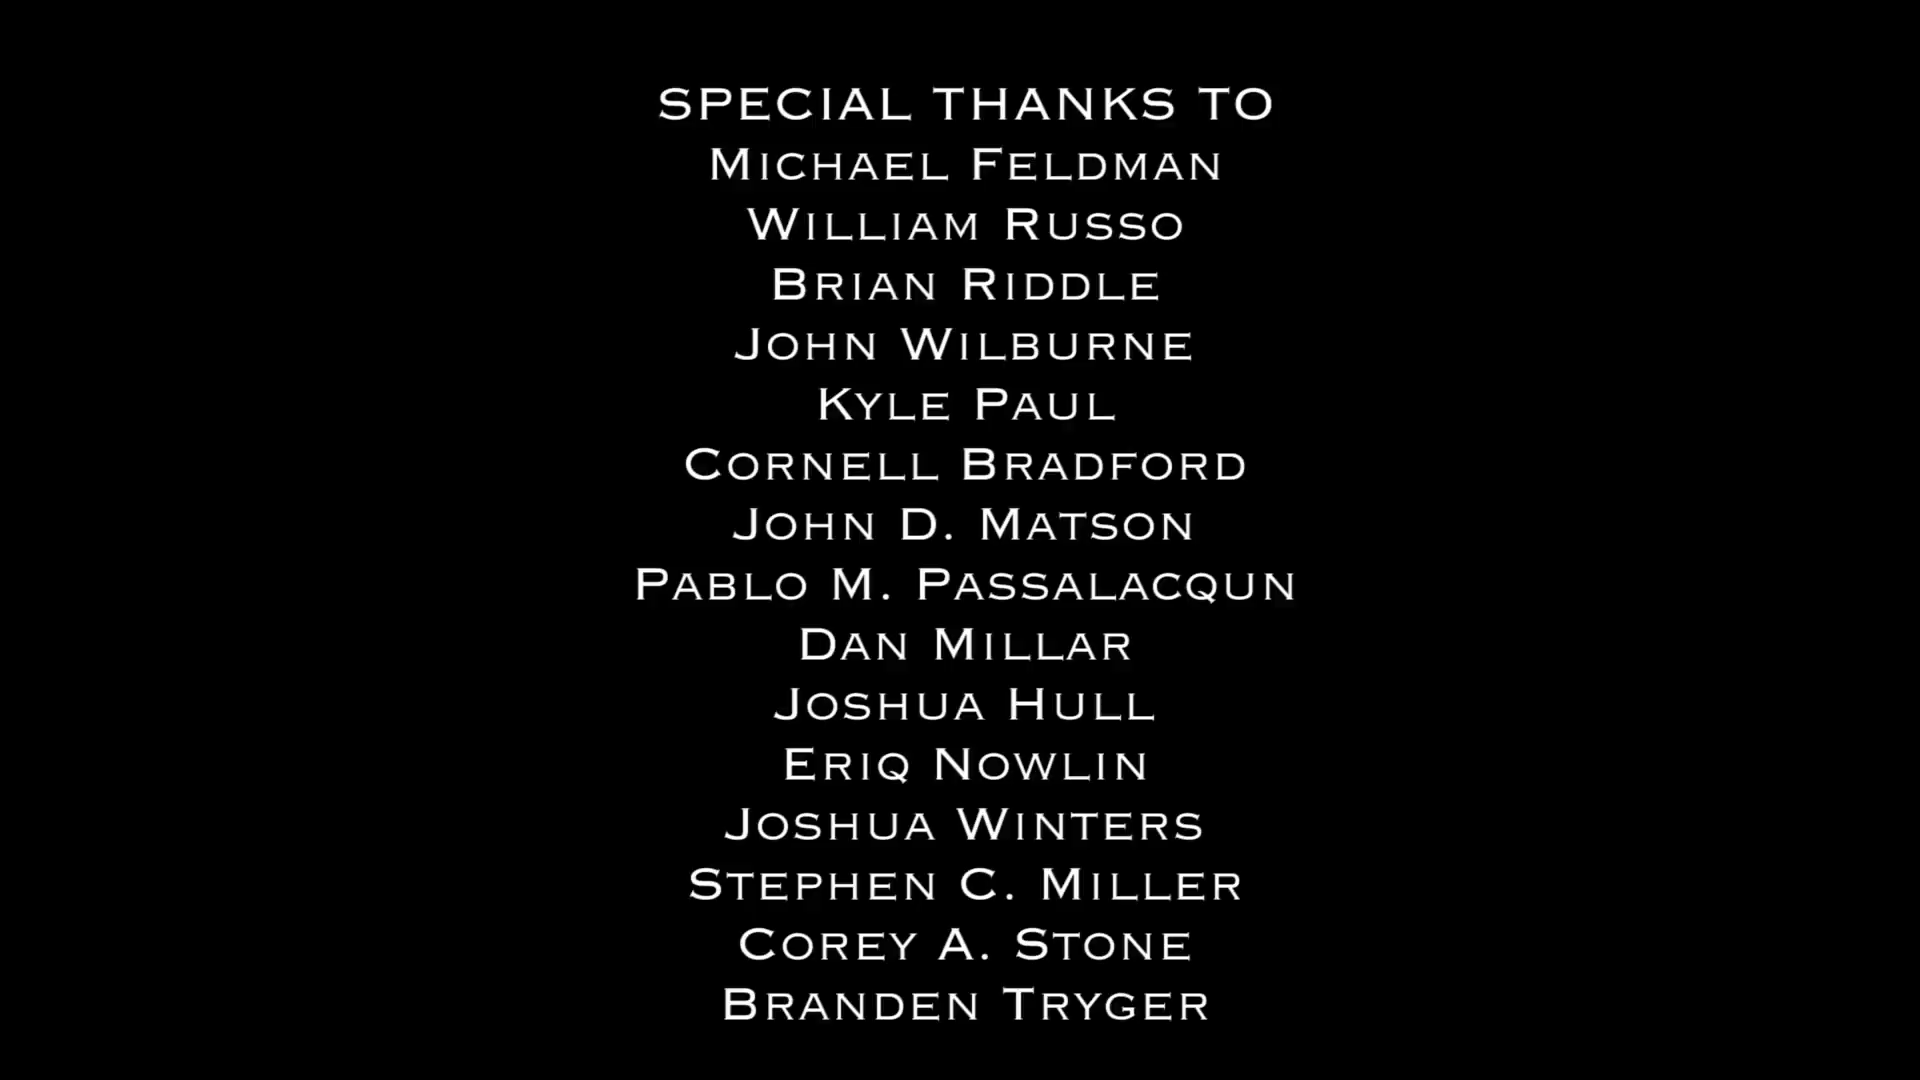 SPECIAL THANKS TO
MICHAEL FELDMAN
WILLIAM RUSSO
BRIAN RIDDLE
JOHN WILBURNE
KYLE PAUL
CORNELL BRADFORD
JOHN D. MATSON
PABLO M. PASSALACQUN
DAN MILLAR
JOSHUA HULL
ERIQ NOWLIN
JOSHUA WINTERS
STEPHEN C. MILLER
COREY A. STONE
BRANDEN TRYGER